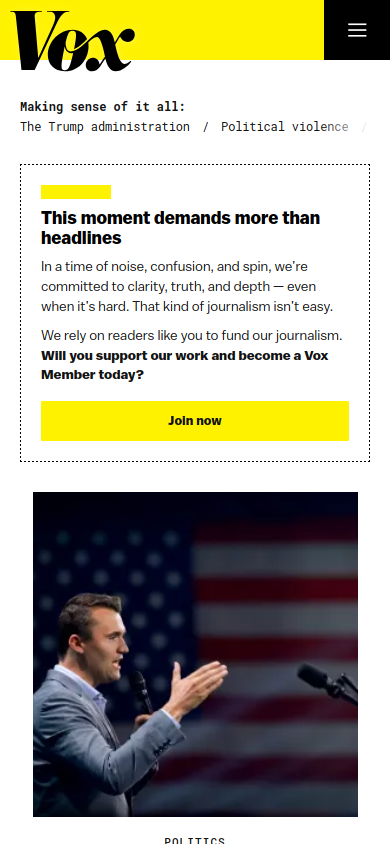 Vox
Making sense of it all:
The Trump administration / Political violence /
This moment demands more than
headlines
In a time of noise, confusion, and spin, we’re
committed to clarity, truth, and depth — even
when it’s hard. That kind of journalism isn’t easy.
We rely on readers like you to fund our journalism.
Will you support our work and become a Vox
Member today?
Join now
POLITICS